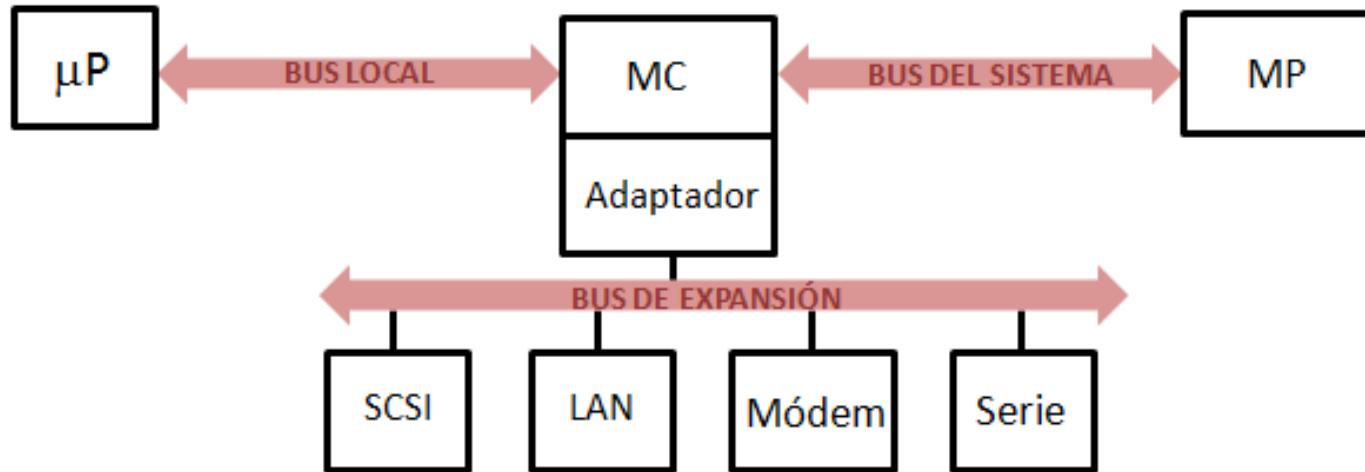 μP
BUS LOCAL
MC
BUS DEL SISTEMA
MP
Adaptador
BUS DE EXPANSIÓN
SCSI
LAN
Módem
Serie